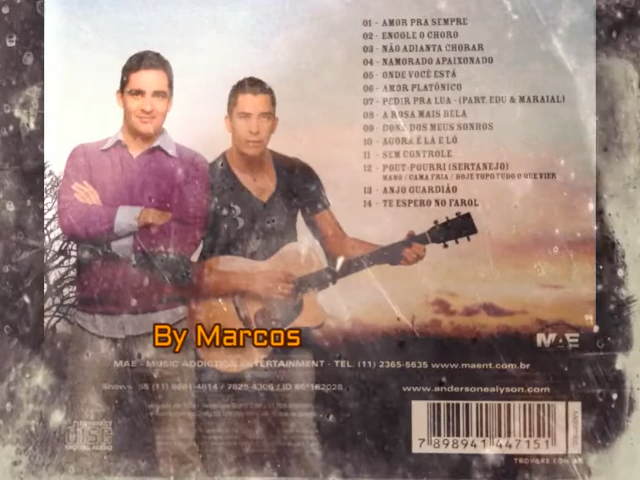 01 - AMOR PRA SEMPRE
02 - ENGOLE O CHORO
03 - NÃO ADIANTA CHORAR
04 - NAMORADO APAIXONADO
05 - ONDE VOCÊ ESTÁ
06 - AMOR PLATÔNICO
07 - PEDIR PRA LUA - (PART. EDU & MARAIAL)
08 - A ROSA MAIS BELA
09 - DONA DOS MEUS SONHOS
10 - AGORA É LÁ E LÔ
11 - SEM CONTROLE
12 - POUT-POURRI (SERTANEJO)
MANO / CAMA FRIA / HOJE TOPO TUDO O QUE VIER
13 - ANJO GUARDIÃO
14 - TE ESPERO NO FAROL
By Marcos
MAE
MAE - MUSIC ADDICTION ENTERTAINMENT - TEL. (11) 2365-5635 www.maent.com.br
Shows
www.andersonealyson.com
7 898941 447151